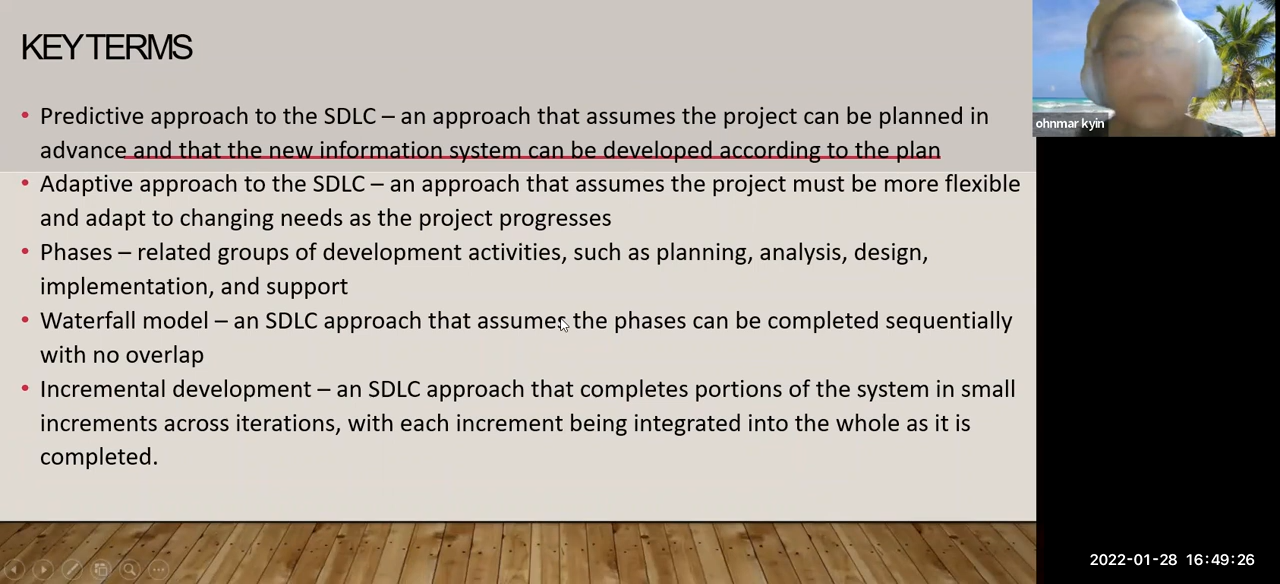 KEY TERMS
• Predictive approach to the SDLC – an approach that assumes the project can be planned in
advance and that the new information system can be developed according to the plan
• Adaptive approach to the SDLC – an approach that assumes the project must be more flexible
and adapt to changing needs as the project progresses
• Phases – related groups of development activities, such as planning, analysis, design,
implementation, and support
• Waterfall model – an SDLC approach that assumes the phases can be completed sequentially
with no overlap
• Incremental development – an SDLC approach that completes portions of the system in small
increments across iterations, with each increment being integrated into the whole as it is
completed.
ohnmar kyin
2022-01-28 16:49:26